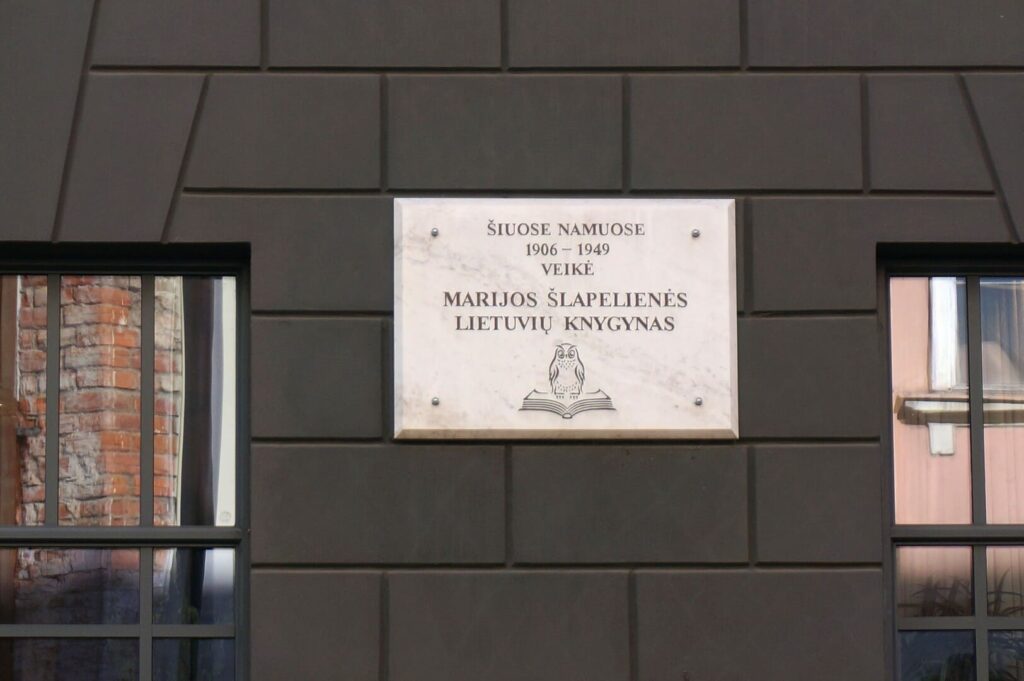 ŠIUOSE NAMUOSE
1906 – 1949
VEIKĖ
MARIJOS ŠLAPELIENĖS
LIETUVIŲ KNYGYNAS